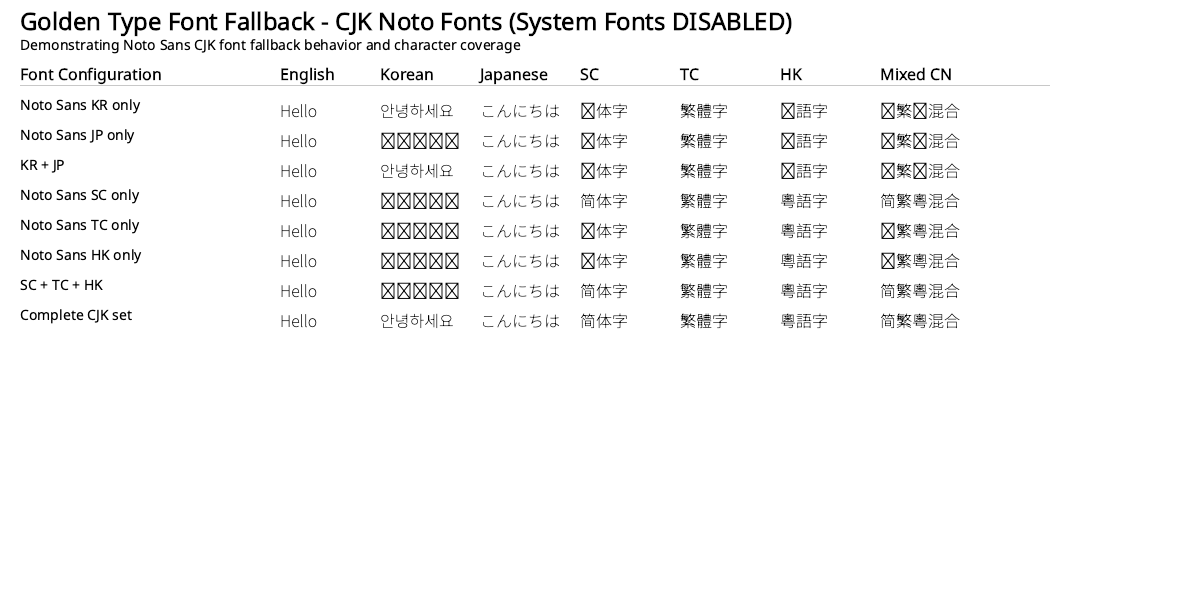 Golden Type Font Fallback - CJK Noto Fonts (System Fonts DISABLED)
Demonstrating Noto Sans CJK font fallback behavior and character coverage
Font Configuration English Korean Japanese SC TC HK Mixed CN
Noto Sans KR only Hello 안녕하세요 こんにちは ☒体字 繁體字 ☒語字 ☒繁☒混合
Noto Sans JP only Hello ☒☒☒☒☒ こんにちは ☒体字 繁體字 ☒語字 ☒繁☒混合
KR + JP Hello 안녕하세요 こんにちは ☒体字 繁體字 ☒語字 ☒繁☒混合
Noto Sans SC only Hello ☒☒☒☒☒ こんにちは 简体字 繁體字 粵語字 简繁粵混合
Noto Sans TC only Hello ☒☒☒☒☒ こんにちは ☒体字 繁體字 粵語字 ☒繁粵混合
Noto Sans HK only Hello ☒☒☒☒☒ こんにちは ☒体字 繁體字 粵語字 ☒繁粵混合
SC + TC + HK Hello ☒☒☒☒☒ こんにちは 简体字 繁體字 粵語字 简繁粵混合
Complete CJK set Hello 안녕하세요 こんにちは 简体字 繁體字 粵語字 简繁粵混合